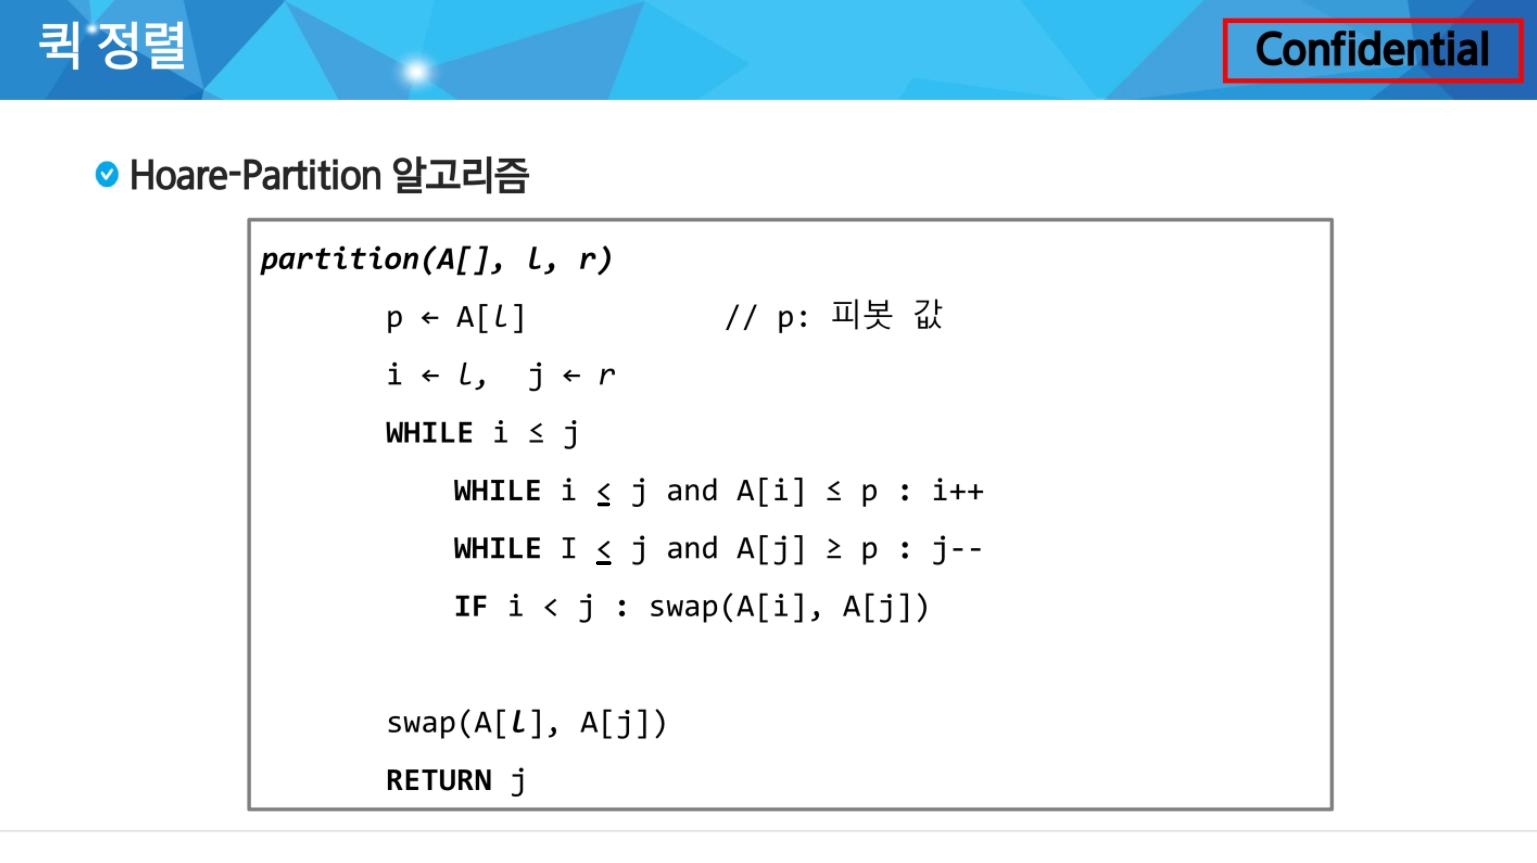 퀵 정렬
Confidential
Hoare-Partition 알고리즘
partition(A[], l, r)
p ← A[l] // p: 피봇 값
i ← l, j ← r
WHILE i ≤ j
WHILE i ≤ j and A[i] ≤ p : i++
WHILE I ≤ j and A[j] ≥ p : j--
IF i < j : swap(A[i], A[j])
swap(A[l], A[j])
RETURN j